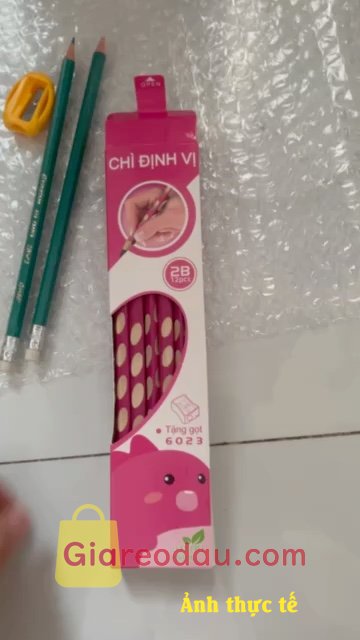 OPEN
CHÌ ĐỊNH VỊ
2B
12pcs
Tặng gọt
6023
Giareodau.com
Ảnh thực tế